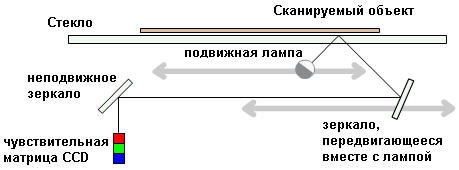 Сканируемый объект
Стекло
подвижная лампа
неподвижное
зеркало
чувствительная
матрица CCD
зеркало,
передвигающееся
вместе с лампой